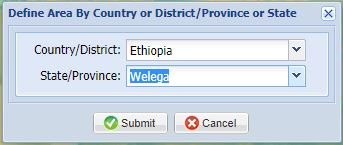 Define Area By Country or District/Province or State
Country/District: Ethiopia
State/Province: Welega
Submit Cancel